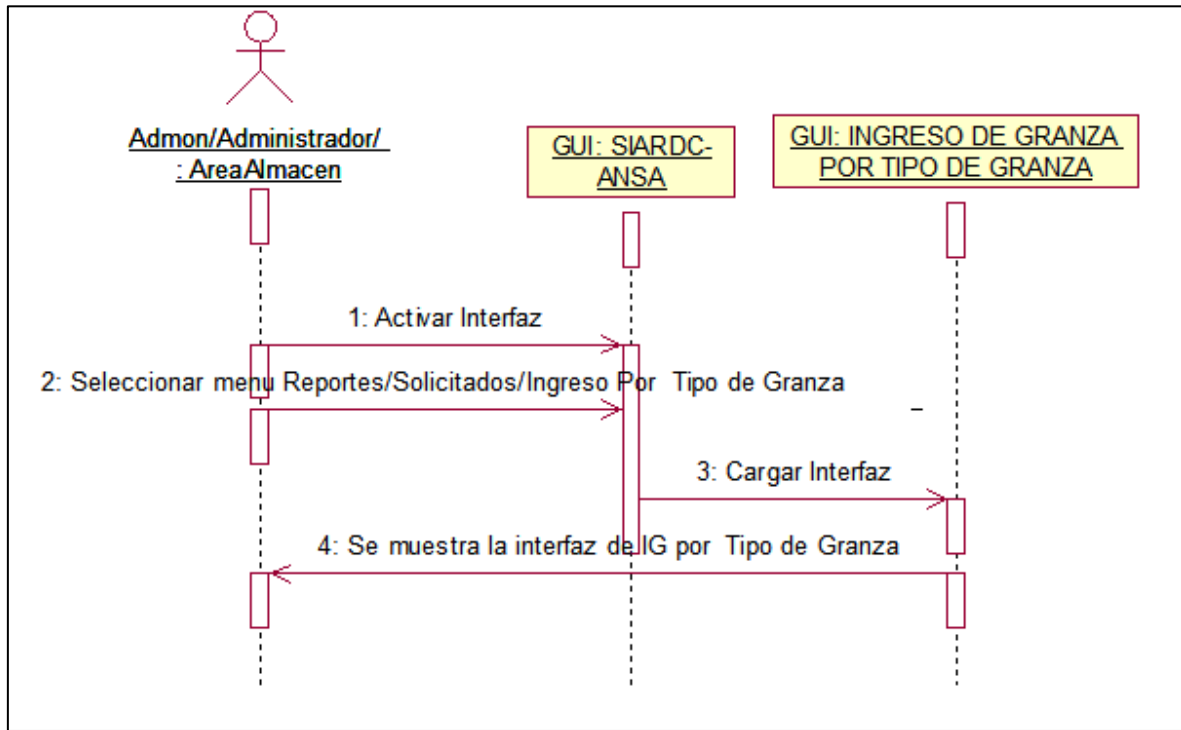 Admon/Administrador/
: AreaAlmacen
GUI: SIARDC-
ANSA
GUI: INGRESO DE GRANZA
POR TIPO DE GRANZA
1: Activar Interfaz
2: Seleccionar menu Reportes/Solicitados/Ingreso Por Tipo de Granza
3: Cargar Interfaz
4: Se muestra la interfaz de IG por Tipo de Granza